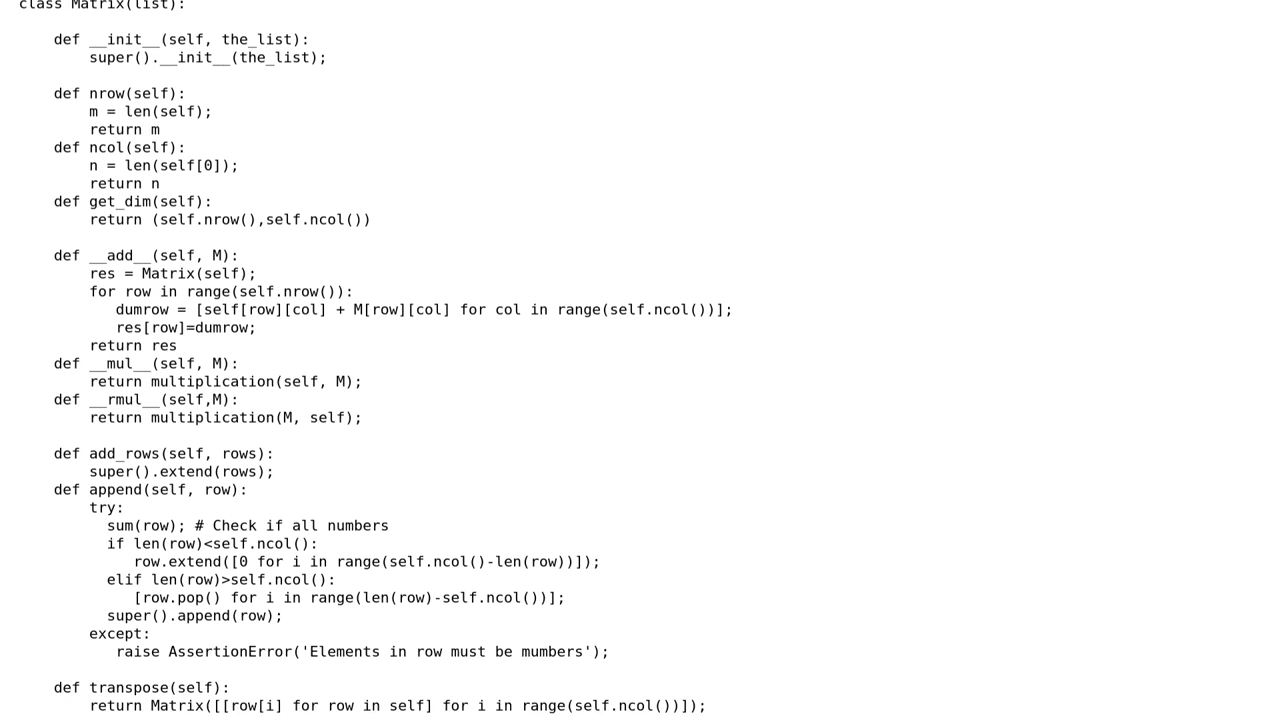 class Matrix(list):

    def __init__(self, the_list):
        super().__init__(the_list);

    def nrow(self):
        m = len(self);
        return m
    def ncol(self):
        n = len(self[0]);
        return n
    def get_dim(self):
        return (self.nrow(),self.ncol())

    def __add__(self, M):
        res = Matrix(self);
        for row in range(self.nrow()):
           dumrow = [self[row][col] + M[row][col] for col in range(self.ncol())];
           res[row]=dumrow;
        return res
    def __mul__(self, M):
        return multiplication(self, M);
    def __rmul__(self,M):
        return multiplication(M, self);

    def add_rows(self, rows):
        super().extend(rows);
    def append(self, row):
        try:
          sum(row); # Check if all numbers
          if len(row)<self.ncol():
             row.extend([0 for i in range(self.ncol()-len(row))]);
          elif len(row)>self.ncol():
             [row.pop() for i in range(len(row)-self.ncol())];
          super().append(row);
        except:
           raise AssertionError('Elements in row must be mumbers');

    def transpose(self):
        return Matrix([[row[i] for row in self] for i in range(self.ncol())]);